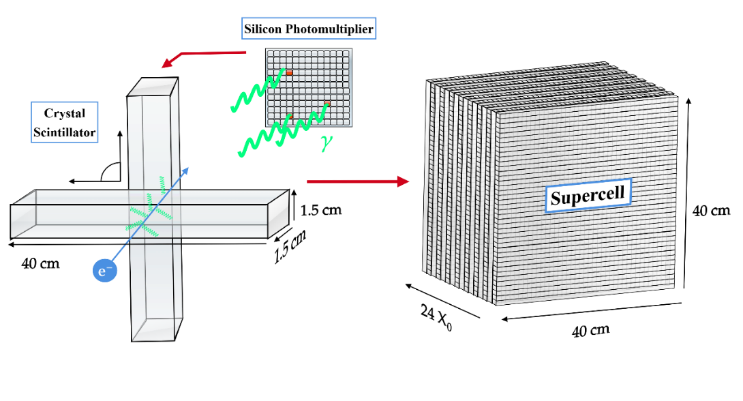 Silicon Photomultiplier
Crystal
Scintillator
γ
1.5 cm
1.5 cm
40 cm
e⁻
Supercell
40 cm
24 X₀
40 cm